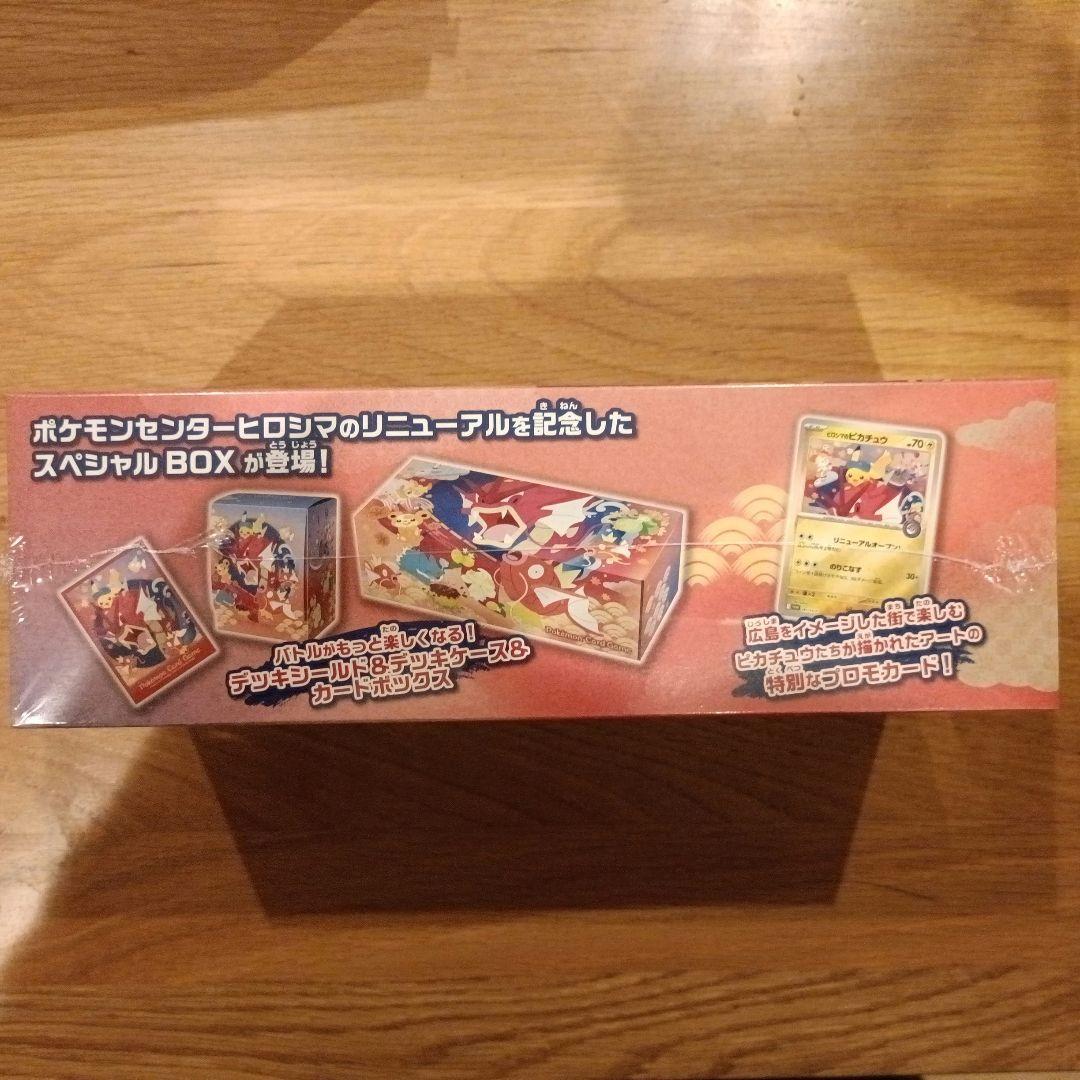 ポケモンセンターヒロシマのリニューアルを記念した
スペシャルBOXが登場！
ヒロシマのピカチュウ
70
リニューアルオープン!
のりこなす
30+
Pokémon Card Game
Pokémon Card Game
バトルがもっと楽しくなる！
デッキシールド&デッキケース&
カードボックス
広島をイメージした街で楽しむ
ピカチュウたちが描かれたアートの
特別なプロモカード！